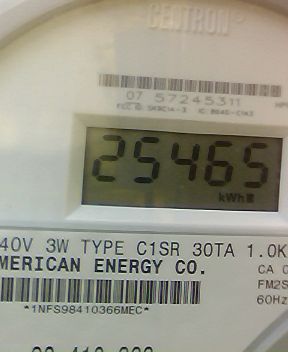 CENTRON®
07 57245311
25465
kWh
40V 3W TYPE C1SR 30TA 1.0K
MERICAN ENERGY CO.
CA 0
FM2S
60Hz
*1NFS98410366MEC*